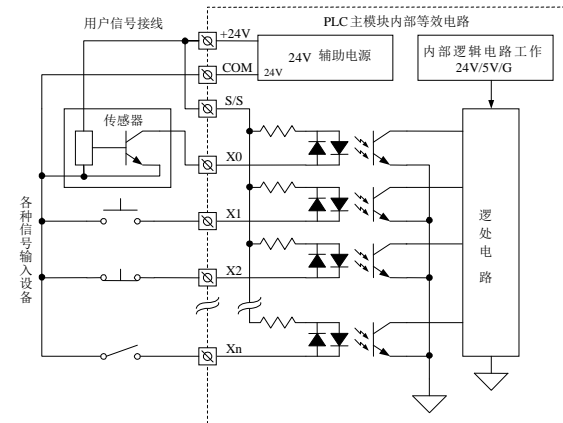 用户信号接线
PLC主模块内部等效电路
+24V
24V 辅助电源
24V
内部逻辑电路工作
24V/5V/G
COM
S/S
传感器
X0
X1
X2
Xn
各种信号输入设备
逻处电路